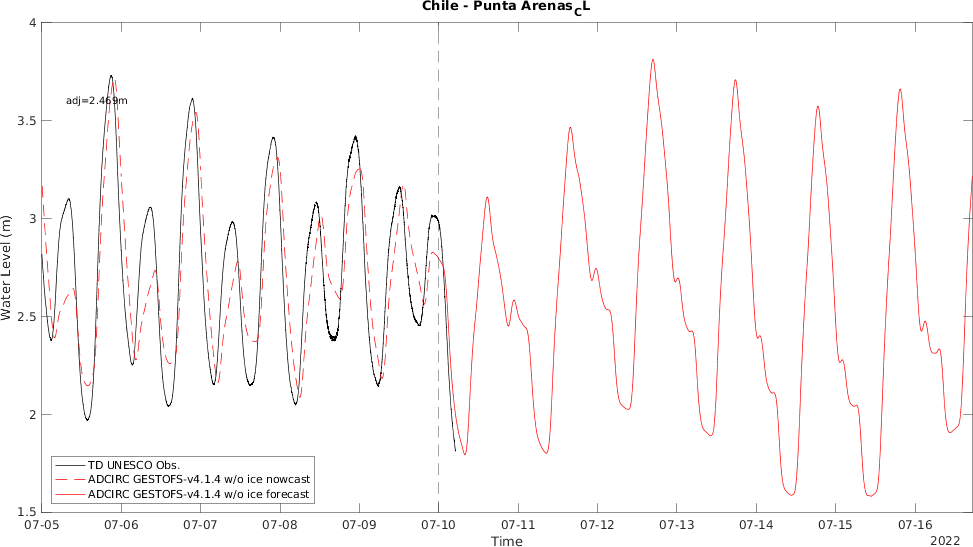 Chile - Punta Arenas_CL
4
3.5
3
2.5
2
1.5
Water Level (m)
adj=2.469m
TD UNESCO Obs.
ADCIRC GESTOFS-v4.1.4 w/o ice nowcast
ADCIRC GESTOFS-v4.1.4 w/o ice forecast
07-05 07-06 07-07 07-08 07-09 07-10 07-11 07-12 07-13 07-14 07-15 07-16
Time
2022